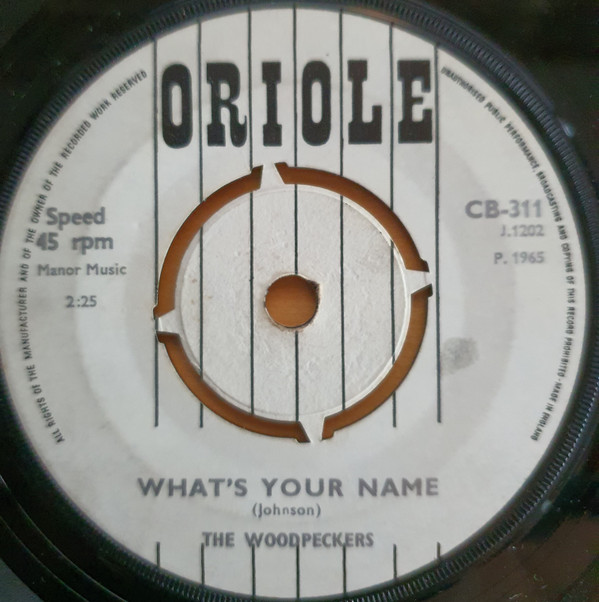 ORIOLE
ALL RIGHTS OF THE MANUFACTURER AND OF THE OWNER OF THE RECORDED WORK RESERVED
UNAUTHORISED PUBLIC PERFORMANCE BROADCASTING AND COPYING OF THIS RECORD PROHIBITED · MADE IN ENGLAND
Speed
45 rpm
Manor Music
2:25
CB-311
J.1202
P. 1965
WHAT'S YOUR NAME
(Johnson)
THE WOODPECKERS